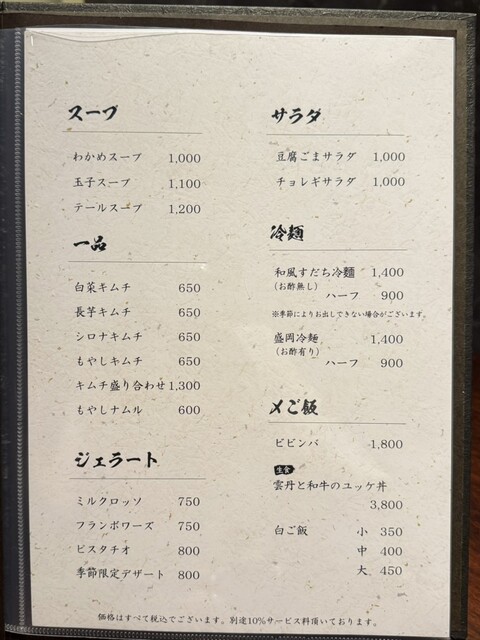 スープ
わかめスープ 1,000
玉子スープ 1,100
テールスープ 1,200
一品
白菜キムチ 650
長芋キムチ 650
シロナキムチ 650
もやしキムチ 650
キムチ盛り合わせ 1,300
もやしナムル 600
ジェラート
ミルクロッソ 750
フランボワーズ 750
ピスタチオ 800
季節限定デザート 800
サラダ
豆腐ごまサラダ 1,000
チョレギサラダ 1,000
冷麺
和風すだち冷麺 1,400
(お酢無し)
ハーフ 900
※季節によりお出しできない場合がございます。
盛岡冷麺 1,400
(お酢有り)
ハーフ 900
〆ご飯
ビビンバ 1,800
生食
雲丹と和牛のユッケ丼
3,800
白ご飯 小 350
中 400
大 450
価格はすべて税込でございます。別途10%サービス料頂いております。